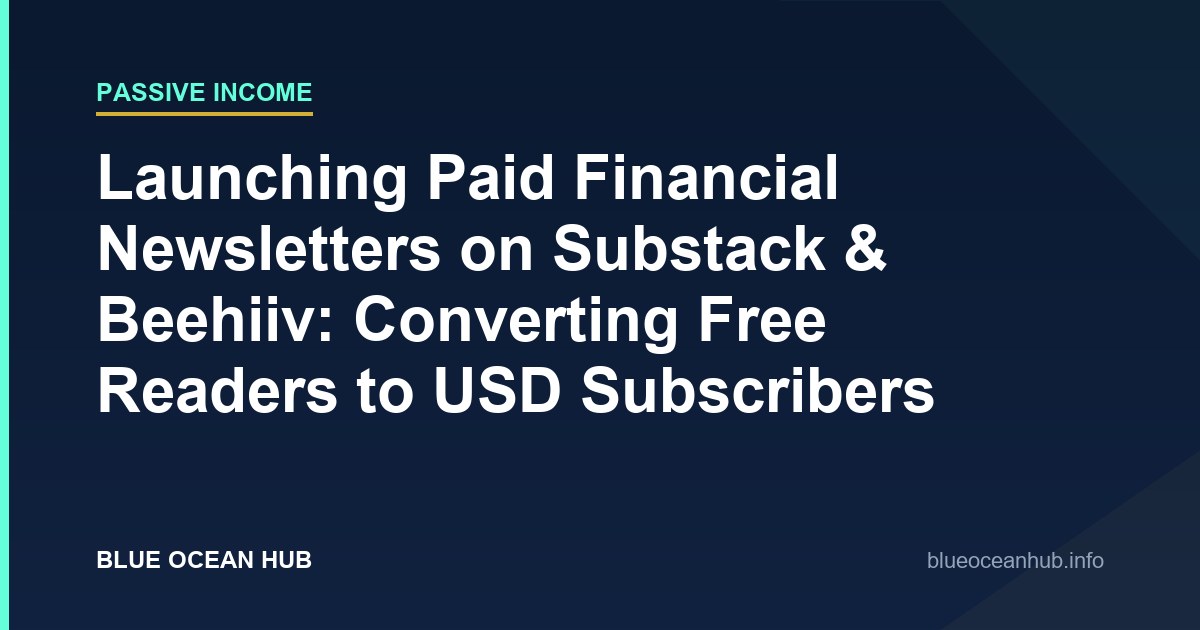 PASSIVE INCOME
Launching Paid Financial
Newsletters on Substack &
Beehiiv: Converting Free
Readers to USD Subscribers
BLUE OCEAN HUB
blueoceanhub.info